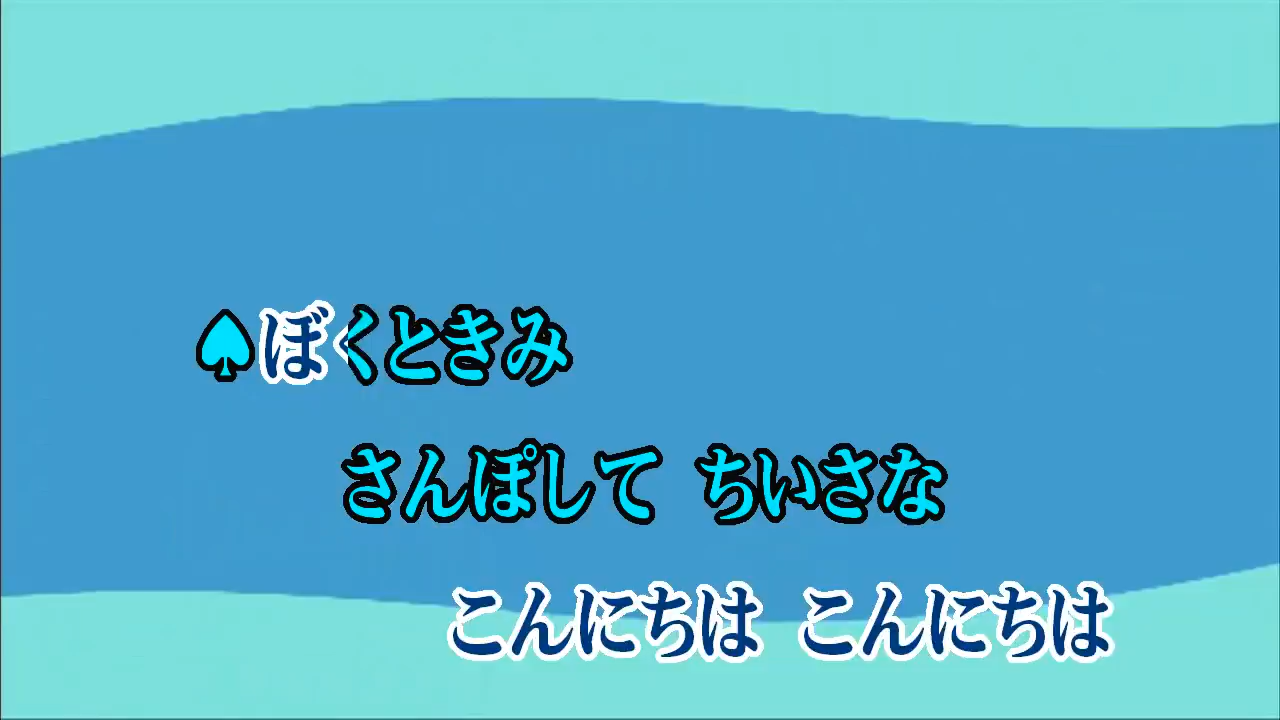 ♠ぼくときみ
さんぽして ちいさな
こんにちは こんにちは